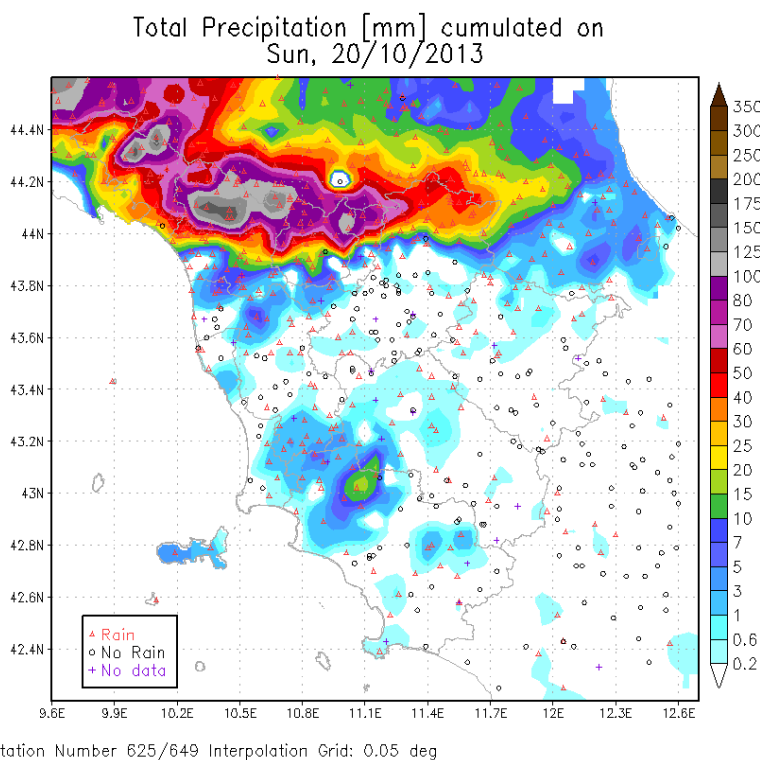 Total Precipitation [mm] cumulated on
Sun, 20/10/2013
44.4N
44.2N
44N
43.8N
43.6N
43.4N
43.2N
43N
42.8N
42.6N
42.4N
9.6E 9.9E 10.2E 10.5E 10.8E 11.1E 11.4E 11.7E 12E 12.3E 12.6E
350
300
250
200
175
150
125
100
80
70
60
50
40
30
25
20
15
10
7
5
3
1
0.6
0.2
Rain
No Rain
No data
tation Number 625/649 Interpolation Grid: 0.05 deg